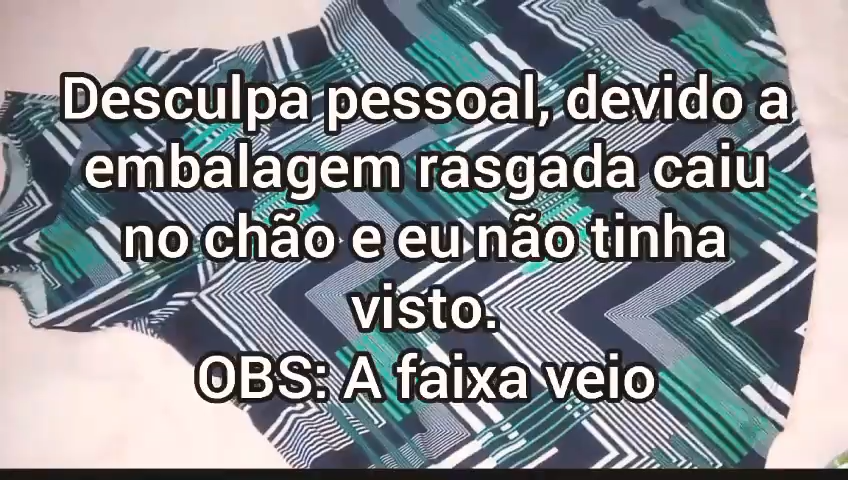 Desculpa pessoal, devido a
embalagem rasgada caiu
no chão e eu não tinha
visto.
OBS: A faixa veio